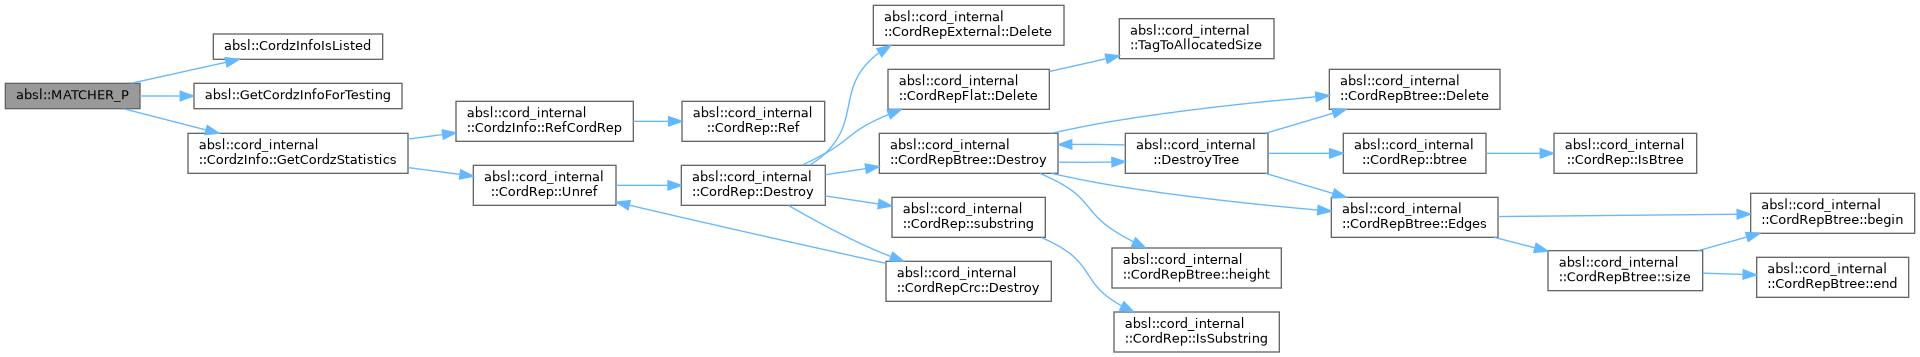 absl::MATCHER_P
absl::CordzInfoIsListed
absl::GetCordzInfoForTesting
absl::cord_internal
::CordzInfo::GetCordzStatistics
absl::cord_internal
::CordzInfo::RefCordRep
absl::cord_internal
::CordRep::Ref
absl::cord_internal
::CordRep::Unref
absl::cord_internal
::CordRep::Destroy
absl::cord_internal
::CordRepExternal::Delete
absl::cord_internal
::CordRepFlat::Delete
absl::cord_internal
::TagToAllocatedSize
absl::cord_internal
::CordRepBtree::Destroy
absl::cord_internal
::DestroyTree
absl::cord_internal
::CordRepBtree::Delete
absl::cord_internal
::CordRep::btree
absl::cord_internal
::CordRep::IsBtree
absl::cord_internal
::CordRepBtree::Edges
absl::cord_internal
::CordRepBtree::begin
absl::cord_internal
::CordRepBtree::size
absl::cord_internal
::CordRepBtree::end
absl::cord_internal
::CordRepBtree::height
absl::cord_internal
::CordRep::substring
absl::cord_internal
::CordRep::IsSubstring
absl::cord_internal
::CordRepCrc::Destroy